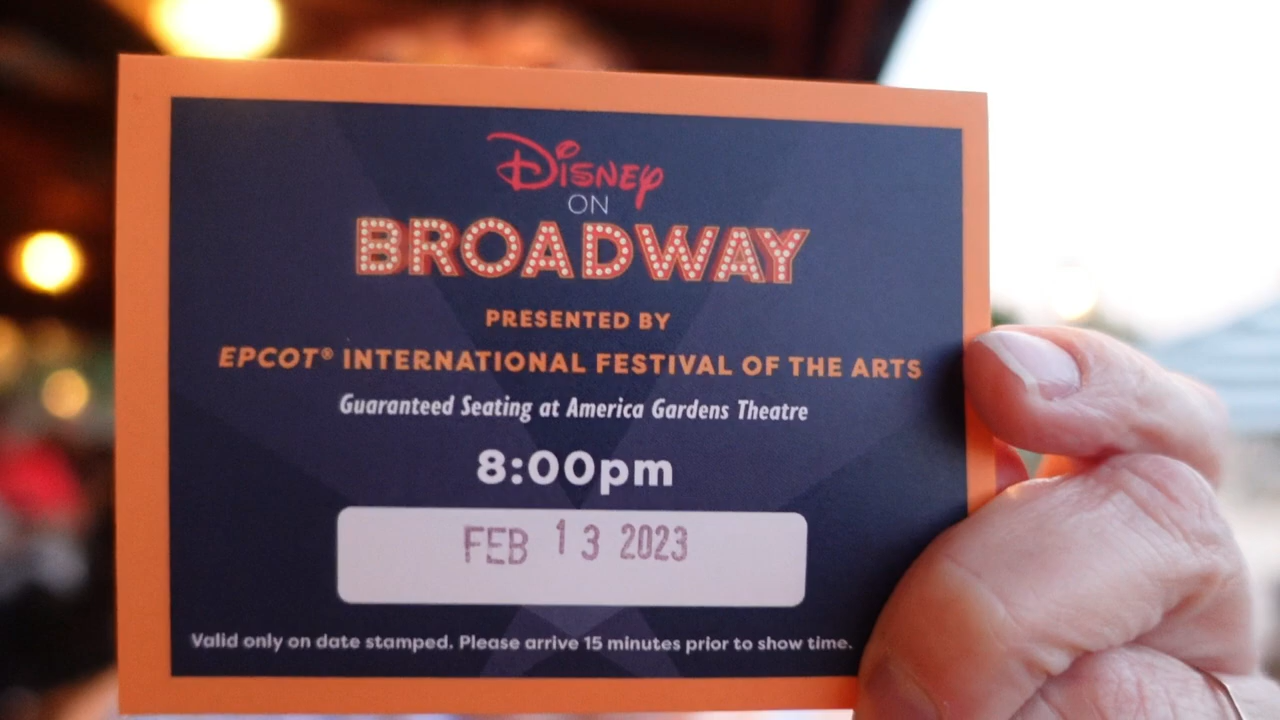 Disney
ON
BROADWAY
PRESENTED BY
EPCOT® INTERNATIONAL FESTIVAL OF THE ARTS
Guaranteed Seating at America Gardens Theatre
8:00pm
FEB 13 2023
Valid only on date stamped. Please arrive 15 minutes prior to show time.